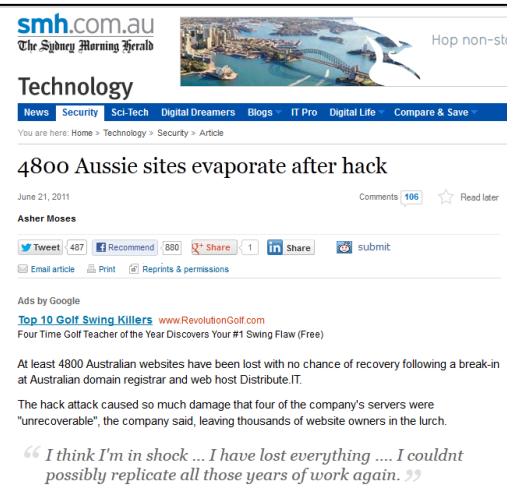 smh.com.au
The Sydney Morning Herald
Hop non-sto
Technology
News Security Sci-Tech Digital Dreamers Blogs IT Pro Digital Life Compare & Save
You are here: Home > Technology > Security > Article
4800 Aussie sites evaporate after hack
June 21, 2011 Comments 106 Read later
Asher Moses
Tweet 487 Recommend 880 Share 1 Share submit
Email article Print Reprints & permissions
Ads by Google
Top 10 Golf Swing Killers www.RevolutionGolf.com
Four Time Golf Teacher of the Year Discovers Your #1 Swing Flaw (Free)
At least 4800 Australian websites have been lost with no chance of recovery following a break-in
at Australian domain registrar and web host Distribute.IT.
The hack attack caused so much damage that four of the company's servers were
"unrecoverable", the company said, leaving thousands of website owners in the lurch.
“ I think I'm in shock ... I have lost everything .... I couldnt
possibly replicate all those years of work again. ”